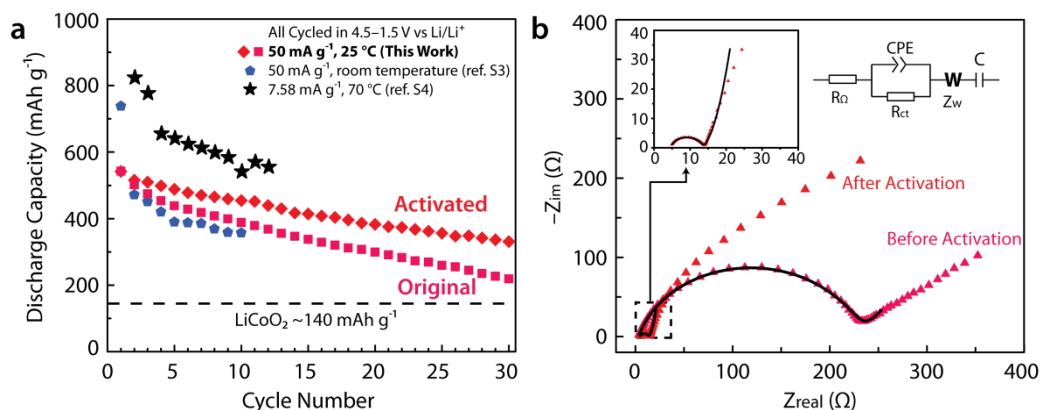 a
All Cycled in 4.5–1.5 V vs Li/Li⁺
50 mA g⁻¹, 25 °C (This Work)
50 mA g⁻¹, room temperature (ref. S3)
7.58 mA g⁻¹, 70 °C (ref. S4)
Discharge Capacity (mAh g⁻¹)
1000
800
600
400
200
0
Activated
Original
LiCoO₂ ~140 mAh g⁻¹
0 5 10 15 20 25 30
Cycle Number
b
−Zim (Ω)
400
300
200
100
0
40
30
20
10
0
0 10 20 30 40
CPE
C
RΩ
Rct
W
Zw
After Activation
Before Activation
0 100 200 300 400
Zreal (Ω)